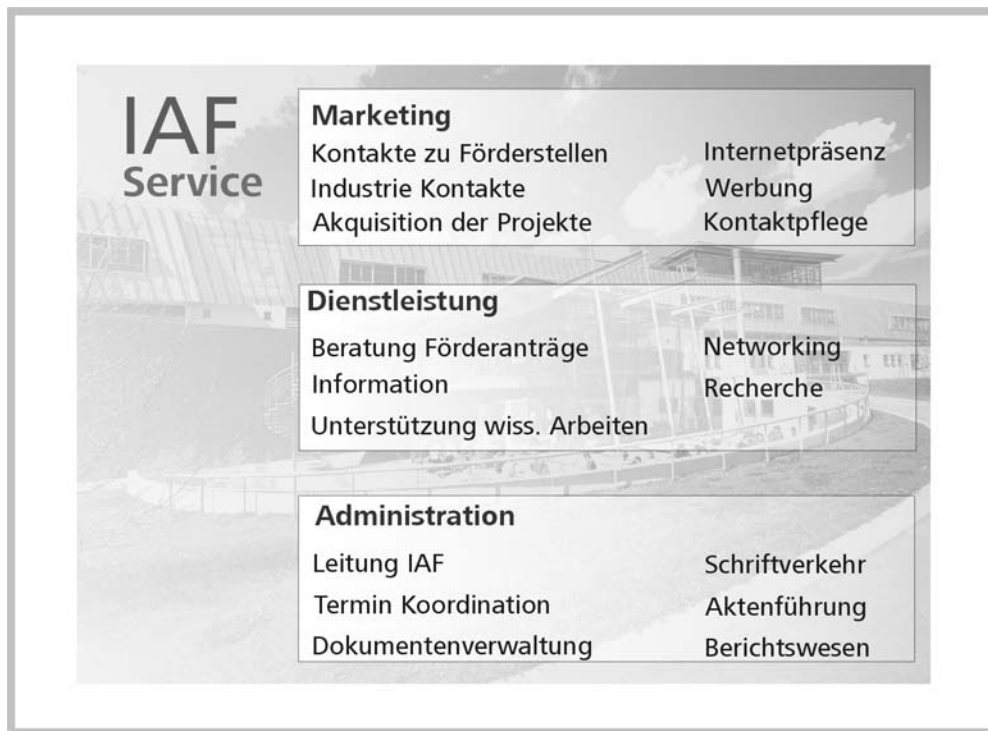 IAF
Service
Marketing
Kontakte zu Förderstellen
Internetpräsenz
Industrie Kontakte
Werbung
Akquisition der Projekte
Kontaktpflege
Dienstleistung
Beratung Förderanträge
Networking
Information
Recherche
Unterstützung wiss. Arbeiten
Administration
Leitung IAF
Schriftverkehr
Termin Koordination
Aktenführung
Dokumentenverwaltung
Berichtswesen